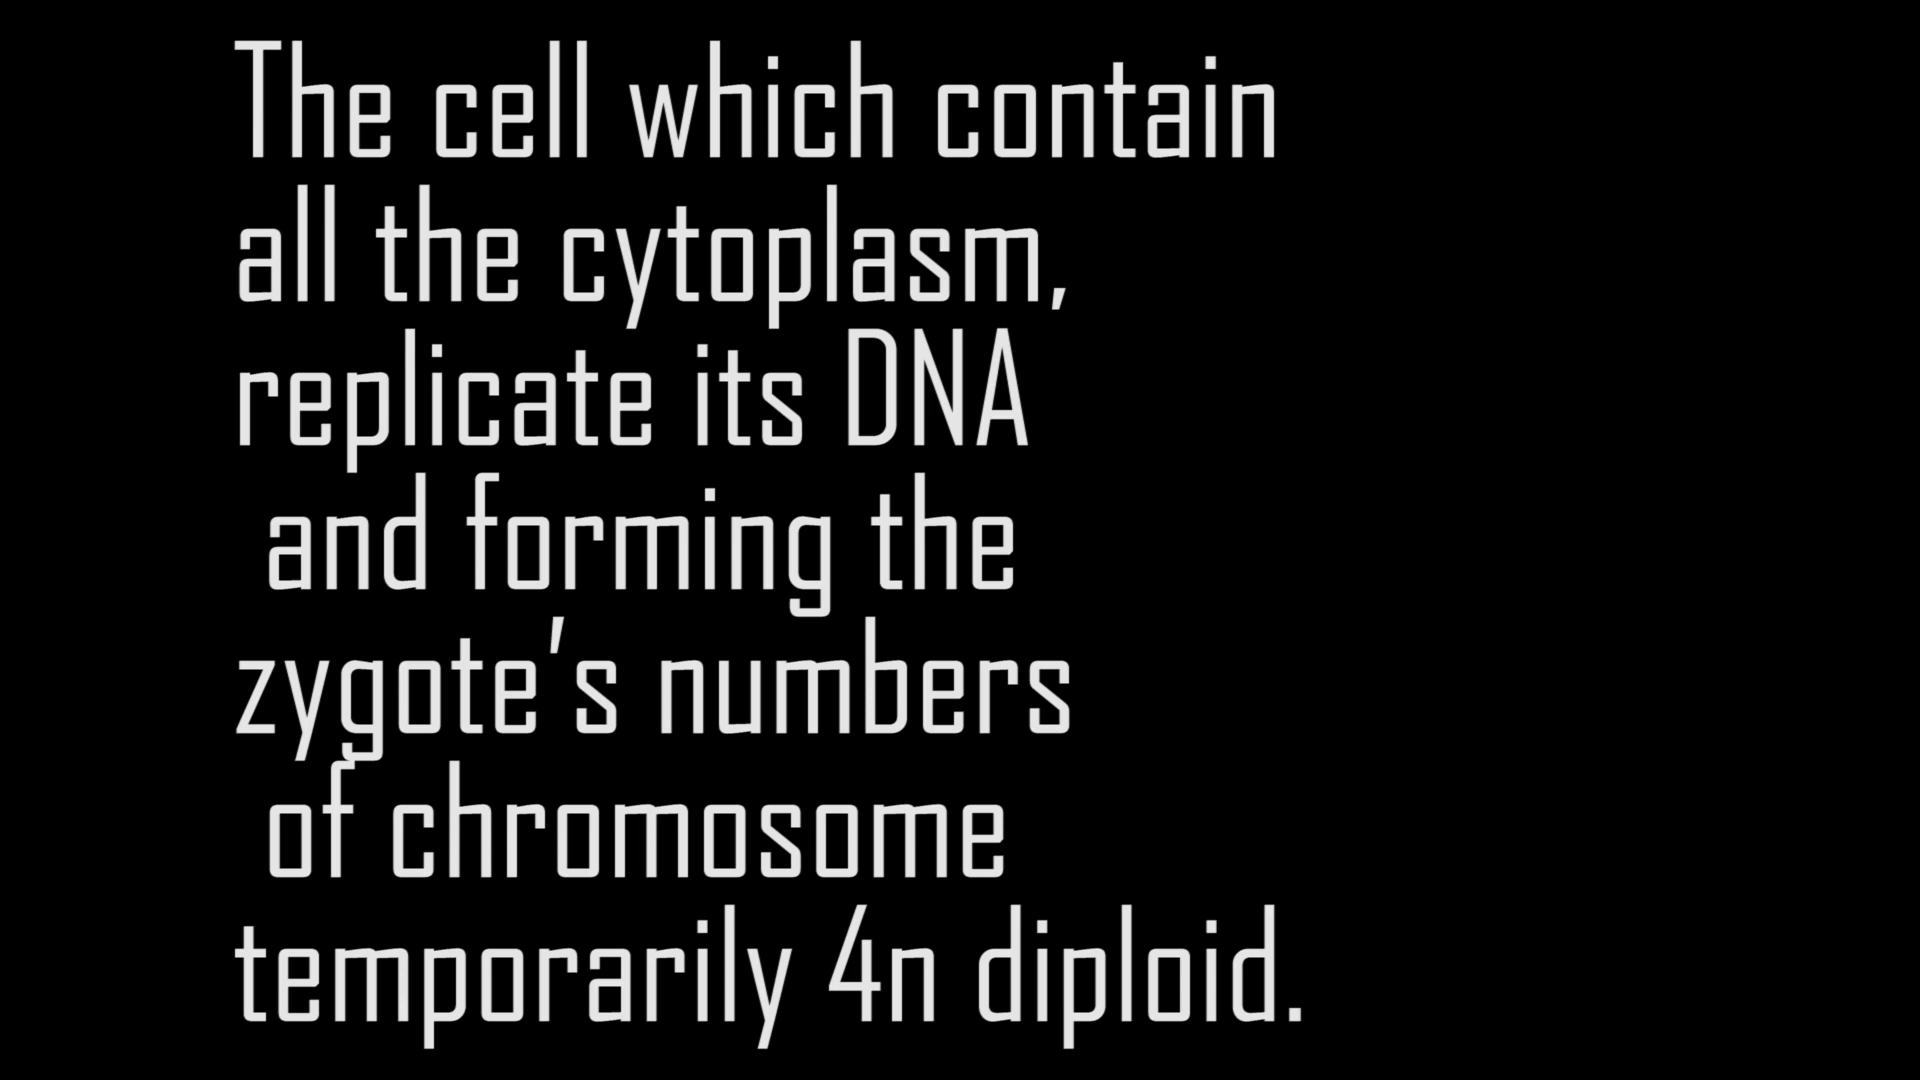 The cell which contain
all the cytoplasm,
replicate its DNA
and forming the
zygote's numbers
of chromosome
temporarily 4n diploid.